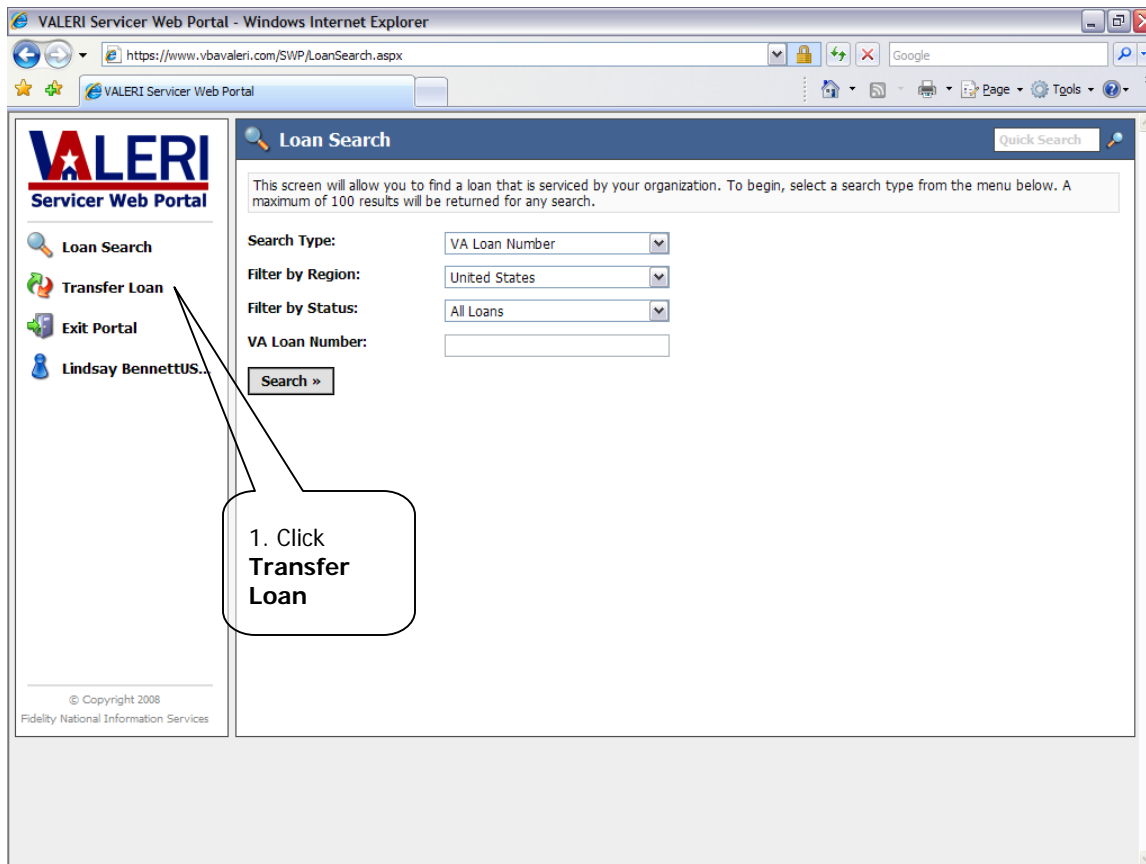 VALERI Servicer Web Portal - Windows Internet Explorer
https://www.vbavaleri.com/SWP/LoanSearch.aspx
Google
VALERI Servicer Web Portal
Page
Tools
VALERI
Servicer Web Portal
Loan Search
Transfer Loan
Exit Portal
Lindsay BennettUS...
© Copyright 2008
Fidelity National Information Services
Loan Search
Quick Search
This screen will allow you to find a loan that is serviced by your organization. To begin, select a search type from the menu below. A
maximum of 100 results will be returned for any search.
Search Type:
VA Loan Number
Filter by Region:
United States
Filter by Status:
All Loans
VA Loan Number:
Search »
1. Click
Transfer
Loan